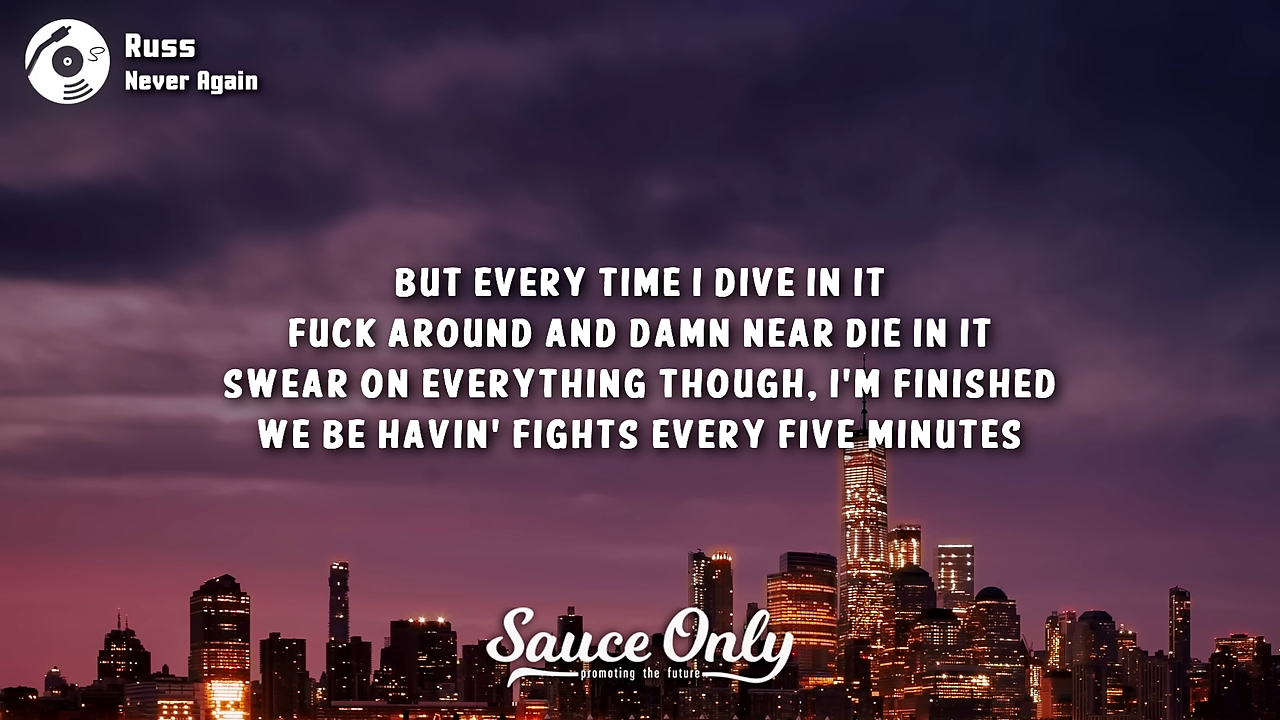 Russ
Never Again
BUT EVERY TIME I DIVE IN IT
FUCK AROUND AND DAMN NEAR DIE IN IT
SWEAR ON EVERYTHING THOUGH, I'M FINISHED
WE BE HAVIN' FIGHTS EVERY FIVE MINUTES
Sauce Only
promoting the future